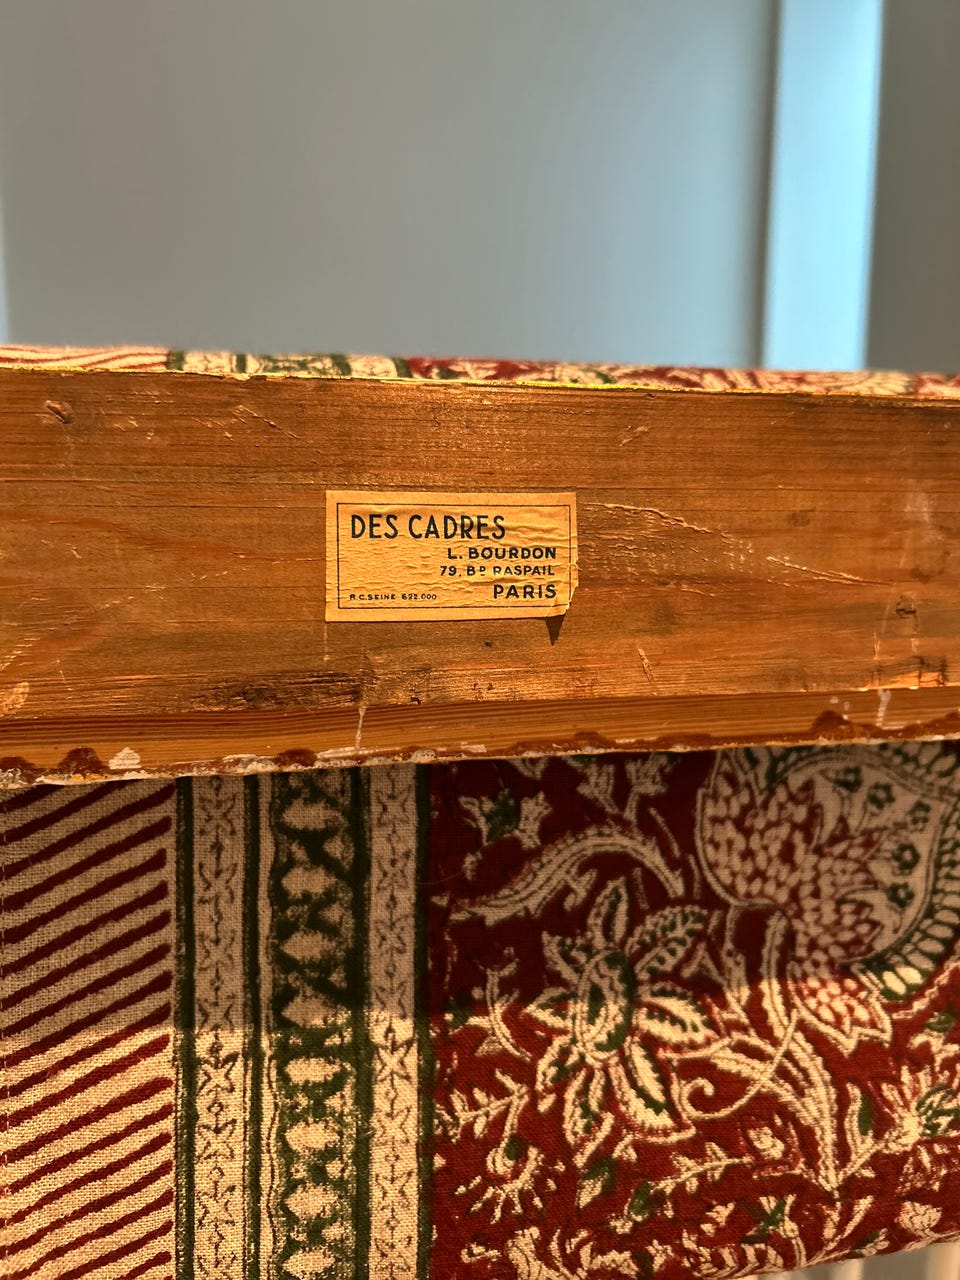 DES CADRES
L. BOURDON
79, Bᴰ RASPAIL
R.C. SEINE 622.000
PARIS